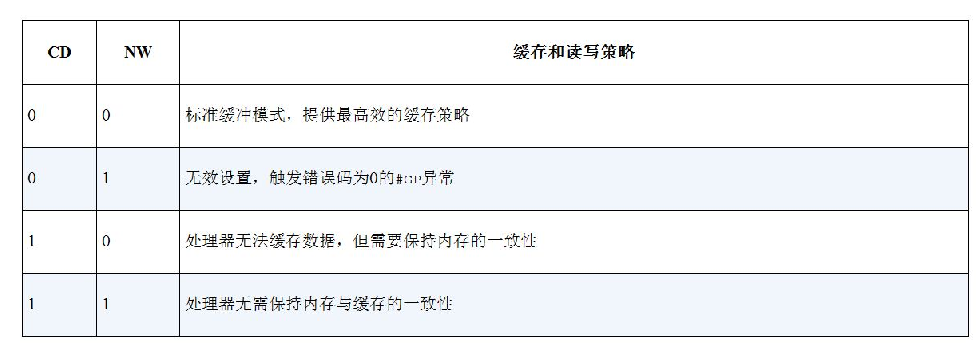 CD NW 缓存和读写策略
0 0 标准缓冲模式，提供最高效的缓存策略
0 1 无效设置，触发错误码为0的#GP异常
1 0 处理器无法缓存数据，但需要保持内存的一致性
1 1 处理器无需保持内存与缓存的一致性